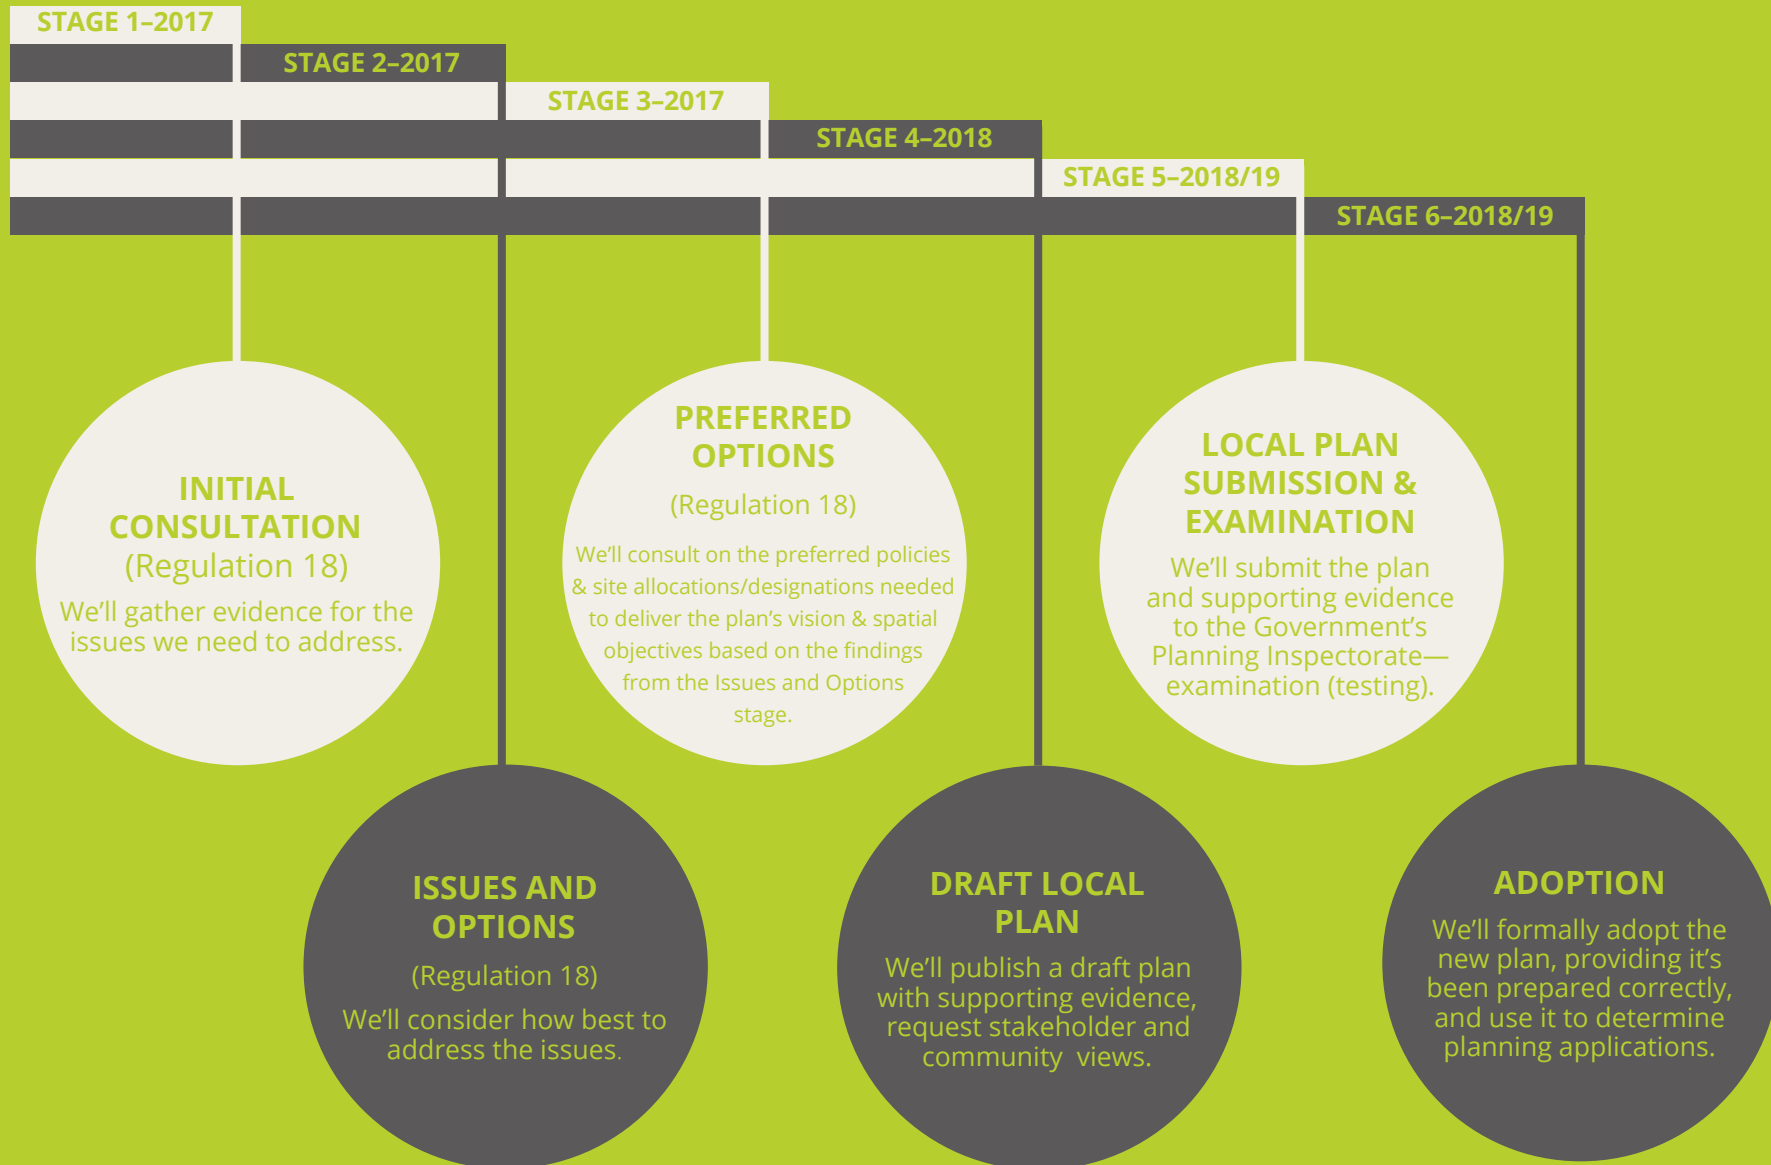 STAGE 1–2017
STAGE 2–2017
STAGE 3–2017
STAGE 4–2018
STAGE 5–2018/19
STAGE 6–2018/19
INITIAL
CONSULTATION
(Regulation 18)
We’ll gather evidence for the
issues we need to address.
ISSUES AND
OPTIONS
(Regulation 18)
We’ll consider how best to
address the issues.
PREFERRED
OPTIONS
(Regulation 18)
We’ll consult on the preferred policies
& site allocations/designations needed
to deliver the plan’s vision & spatial
objectives based on the findings
from the Issues and Options
stage.
DRAFT LOCAL
PLAN
We’ll publish a draft plan
with supporting evidence,
request stakeholder and
community  views.
LOCAL PLAN
SUBMISSION &
EXAMINATION
We’ll submit the plan
and supporting evidence
to the Government’s
Planning Inspectorate—
examination (testing).
ADOPTION
We’ll formally adopt the
new plan, providing it’s
been prepared correctly,
and use it to determine
planning applications.